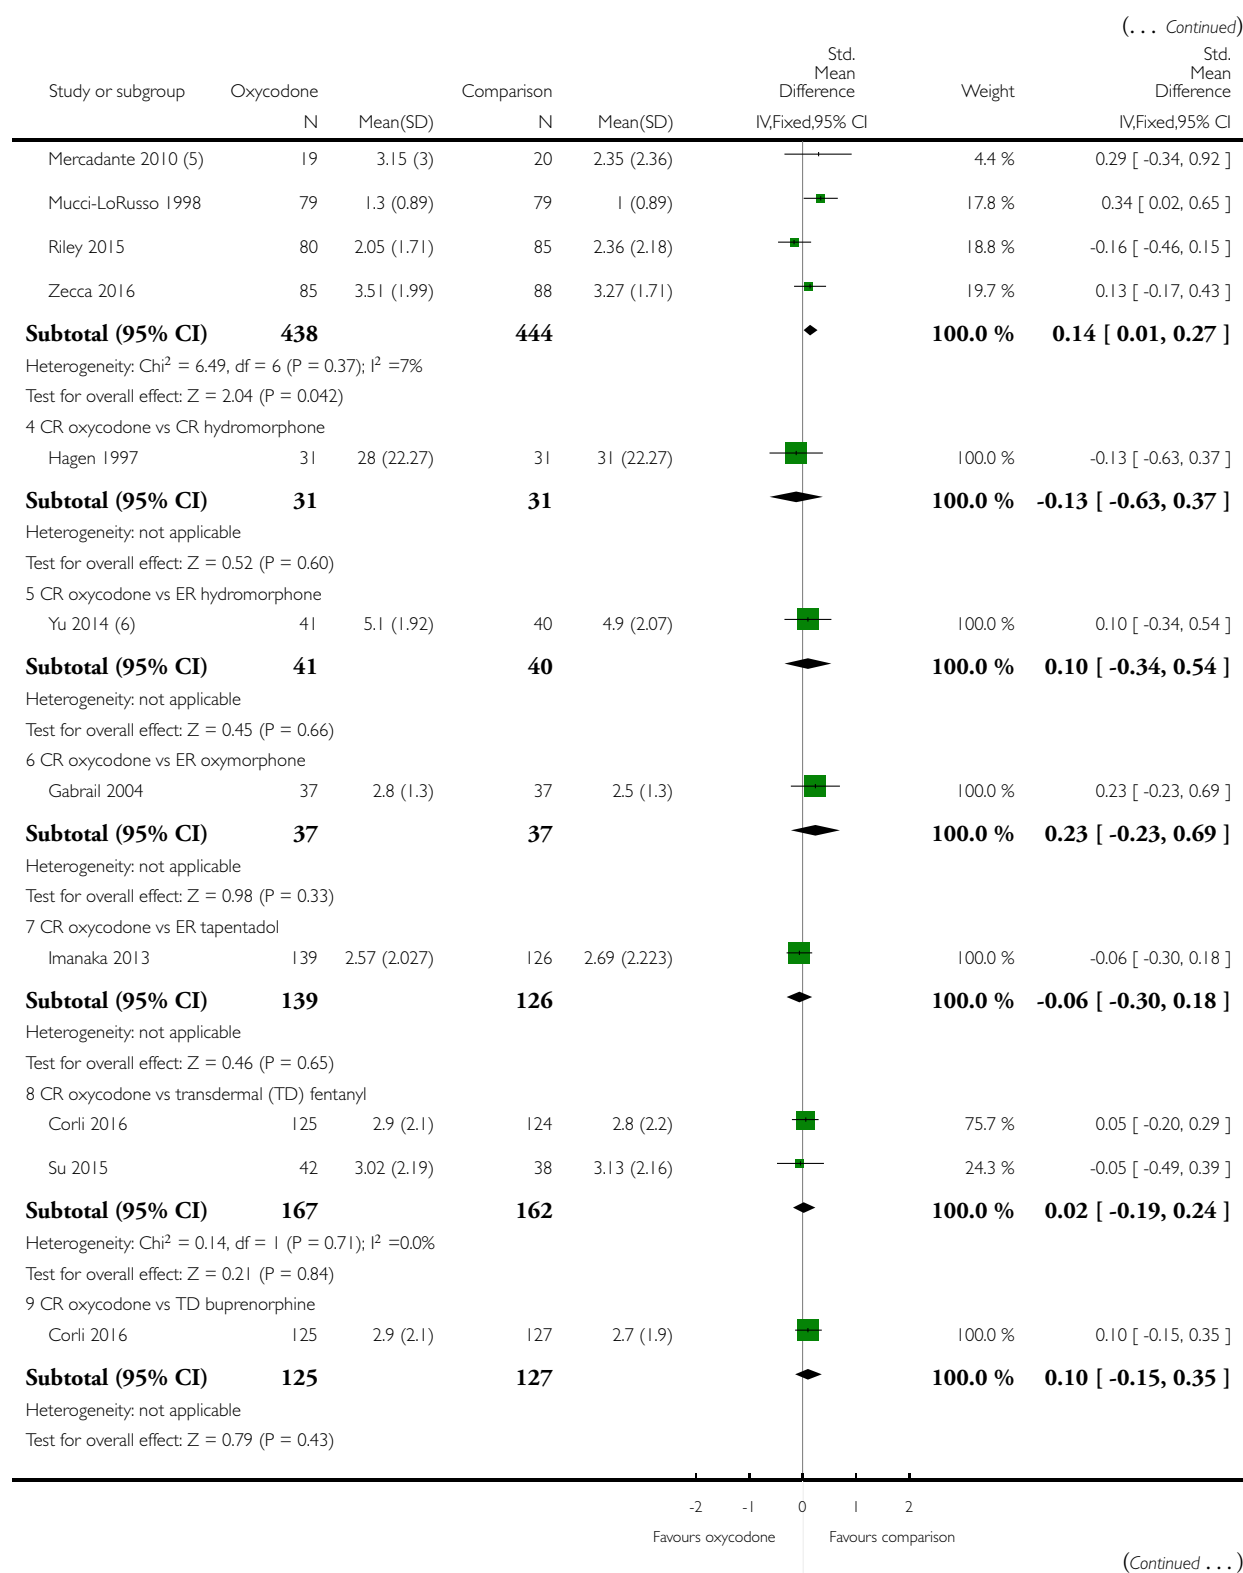 (. . . Continued)
Study or subgroup Oxycodone Comparison Std. Mean Difference Weight Std. Mean Difference
N Mean(SD) N Mean(SD) IV,Fixed,95% CI IV,Fixed,95% CI
Mercadante 2010 (5) 19 3.15 (3) 20 2.35 (2.36) 4.4 % 0.29 [ -0.34, 0.92 ]
Mucci-LoRusso 1998 79 1.3 (0.89) 79 1 (0.89) 17.8 % 0.34 [ 0.02, 0.65 ]
Riley 2015 80 2.05 (1.71) 85 2.36 (2.18) 18.8 % -0.16 [ -0.46, 0.15 ]
Zecca 2016 85 3.51 (1.99) 88 3.27 (1.71) 19.7 % 0.13 [ -0.17, 0.43 ]
Subtotal (95% CI) 438 444 100.0 % 0.14 [ 0.01, 0.27 ]
Heterogeneity: Chi² = 6.49, df = 6 (P = 0.37); I² =7%
Test for overall effect: Z = 2.04 (P = 0.042)
4 CR oxycodone vs CR hydromorphone
Hagen 1997 31 28 (22.27) 31 31 (22.27) 100.0 % -0.13 [ -0.63, 0.37 ]
Subtotal (95% CI) 31 31 100.0 % -0.13 [ -0.63, 0.37 ]
Heterogeneity: not applicable
Test for overall effect: Z = 0.52 (P = 0.60)
5 CR oxycodone vs ER hydromorphone
Yu 2014 (6) 41 5.1 (1.92) 40 4.9 (2.07) 100.0 % 0.10 [ -0.34, 0.54 ]
Subtotal (95% CI) 41 40 100.0 % 0.10 [ -0.34, 0.54 ]
Heterogeneity: not applicable
Test for overall effect: Z = 0.45 (P = 0.66)
6 CR oxycodone vs ER oxymorphone
Gabrail 2004 37 2.8 (1.3) 37 2.5 (1.3) 100.0 % 0.23 [ -0.23, 0.69 ]
Subtotal (95% CI) 37 37 100.0 % 0.23 [ -0.23, 0.69 ]
Heterogeneity: not applicable
Test for overall effect: Z = 0.98 (P = 0.33)
7 CR oxycodone vs ER tapentadol
Imanaka 2013 139 2.57 (2.027) 126 2.69 (2.223) 100.0 % -0.06 [ -0.30, 0.18 ]
Subtotal (95% CI) 139 126 100.0 % -0.06 [ -0.30, 0.18 ]
Heterogeneity: not applicable
Test for overall effect: Z = 0.46 (P = 0.65)
8 CR oxycodone vs transdermal (TD) fentanyl
Corli 2016 125 2.9 (2.1) 124 2.8 (2.2) 75.7 % 0.05 [ -0.20, 0.29 ]
Su 2015 42 3.02 (2.19) 38 3.13 (2.16) 24.3 % -0.05 [ -0.49, 0.39 ]
Subtotal (95% CI) 167 162 100.0 % 0.02 [ -0.19, 0.24 ]
Heterogeneity: Chi² = 0.14, df = 1 (P = 0.71); I² =0.0%
Test for overall effect: Z = 0.21 (P = 0.84)
9 CR oxycodone vs TD buprenorphine
Corli 2016 125 2.9 (2.1) 127 2.7 (1.9) 100.0 % 0.10 [ -0.15, 0.35 ]
Subtotal (95% CI) 125 127 100.0 % 0.10 [ -0.15, 0.35 ]
Heterogeneity: not applicable
Test for overall effect: Z = 0.79 (P = 0.43)
-2 -1 0 1 2
Favours oxycodone Favours comparison
(Continued . . . )